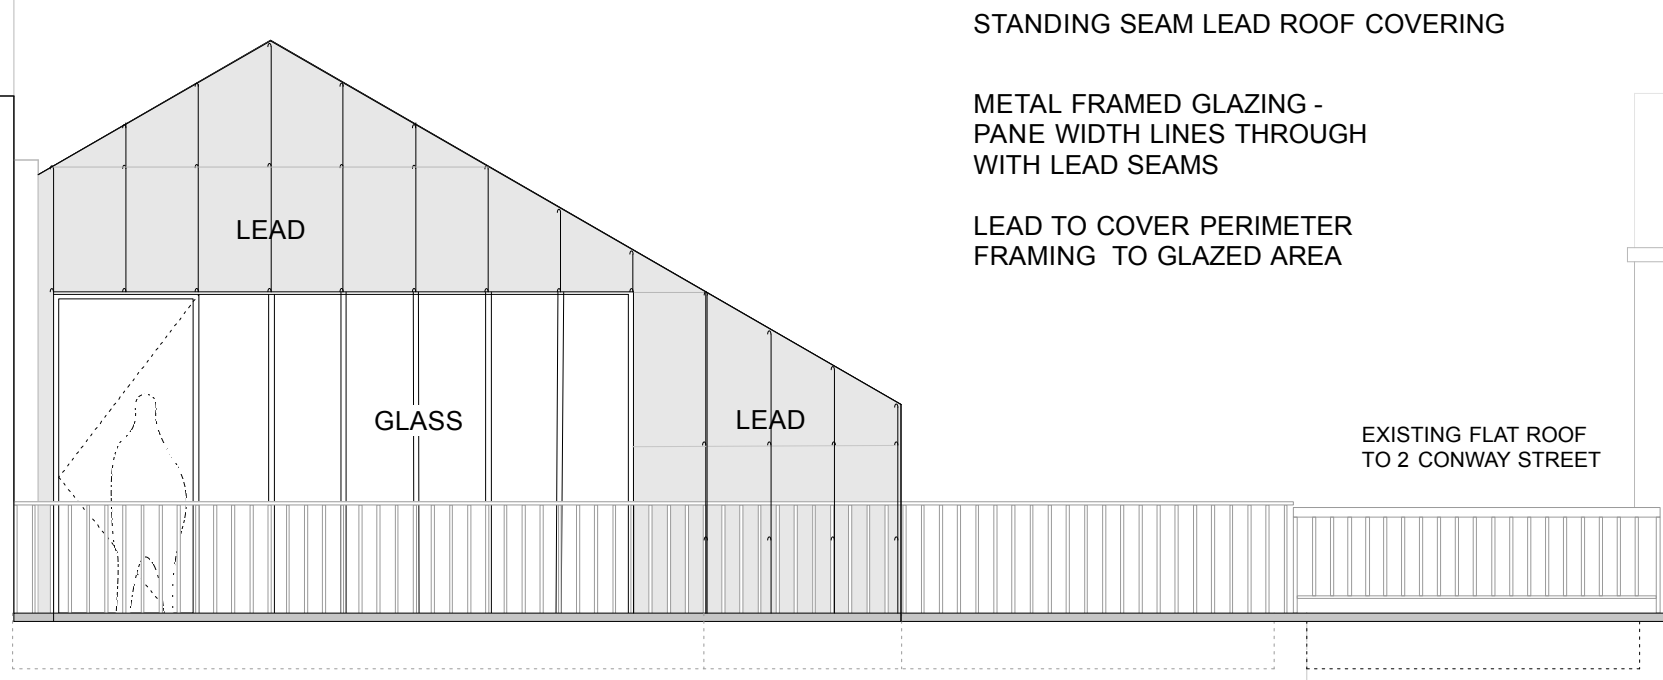 STANDING SEAM LEAD ROOF COVERING
METAL FRAMED GLAZING -
PANE WIDTH LINES THROUGH
WITH LEAD SEAMS
LEAD TO COVER PERIMETER
FRAMING TO GLAZED AREA
LEAD
GLASS
LEAD
EXISTING FLAT ROOF
TO 2 CONWAY STREET